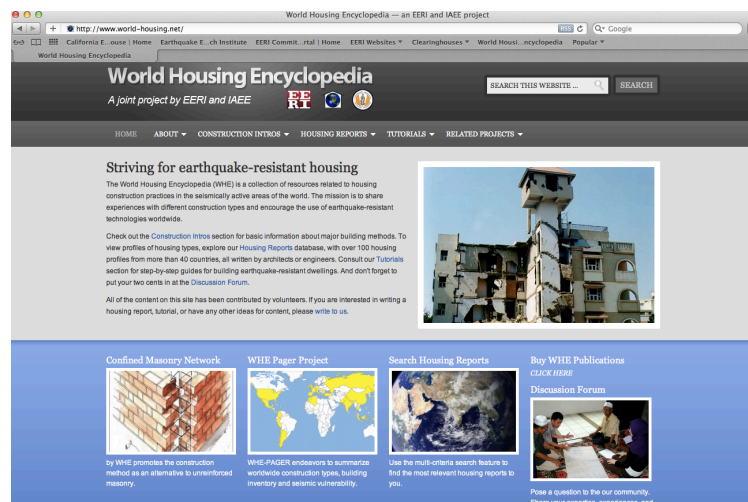 World Housing Encyclopedia — an EERI and IAEE project
http://www.world-housing.net/
RSS
Google
California E...ouse | Home Earthquake E...ch Institute EERI Commit...rtal | Home EERI Websites Clearinghouses World Housi...ncyclopedia Popular
World Housing Encyclopedia
World Housing Encyclopedia
A joint project by EERI and IAEE
EE
RI
SEARCH THIS WEBSITE ...
SEARCH
HOME ABOUT CONSTRUCTION INTROS HOUSING REPORTS TUTORIALS RELATED PROJECTS
Striving for earthquake-resistant housing
The World Housing Encyclopedia (WHE) is a collection of resources related to housing
construction practices in the seismically active areas of the world. The mission is to share
experiences with different construction types and encourage the use of earthquake-resistant
technologies worldwide.
Check out the Construction Intros section for basic information about major building methods. To
view profiles of housing types, explore our Housing Reports database, with over 100 housing
profiles from more than 40 countries, all written by architects or engineers. Consult our Tutorials
section for step-by-step guides for building earthquake-resistant dwellings. And don't forget to
put your two cents in at the Discussion Forum.
All of the content on this site has been contributed by volunteers. If you are interested in writing a
housing report, tutorial, or have any other ideas for content, please write to us.
Confined Masonry Network
by WHE promotes the construction
method as an alternative to unreinforced
masonry.
WHE Pager Project
WHE-PAGER endeavors to summarize
worldwide construction types, building
inventory and seismic vulnerability.
Search Housing Reports
Use the multi-criteria search feature to
find the most relevant housing reports to
you.
Buy WHE Publications
CLICK HERE
Discussion Forum
Pose a question to the our community.
Share your expertise, experiences, and